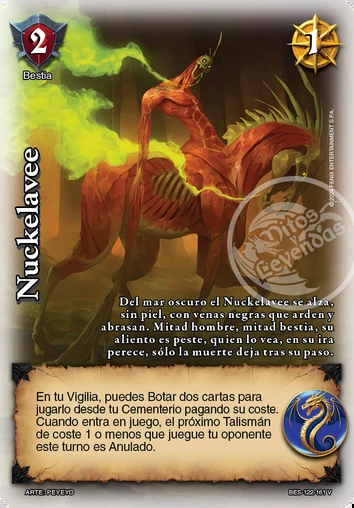 2
1
Bestia
Nuckelavee
© 2024 FENIX ENTERTAINMENT S.P.A.
Mitos
y
Leyendas
Del mar oscuro el Nuckelavee se alza,
sin piel, con venas negras que arden y
abrasan. Mitad hombre, mitad bestia, su
aliento es peste, quien lo vea, en su ira
perece, sólo la muerte deja tras su paso.
En tu Vigilia, puedes Botar dos cartas para
jugarlo desde tu Cementerio pagando su coste.
Cuando entra en juego, el próximo Talismán
de coste 1 o menos que juegue tu oponente
este turno es Anulado.
ARTE: PEYEYO
BES-122-161 V